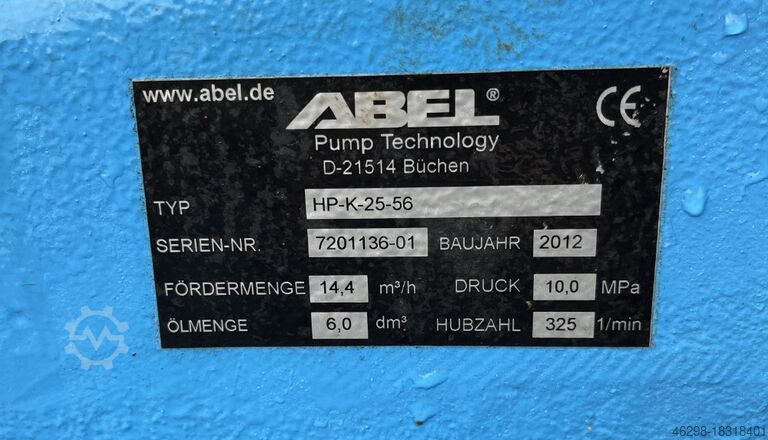 www.abel.de ABEL® CE
Pump Technology
D-21514 Büchen
TYP HP-K-25-56
SERIEN-NR. 7201136-01 BAUJAHR 2012
FÖRDERMENGE 14,4 m³/h DRUCK 10,0 MPa
ÖLMENGE 6,0 dm³ HUBZAHL 325 1/min
46298-18318401